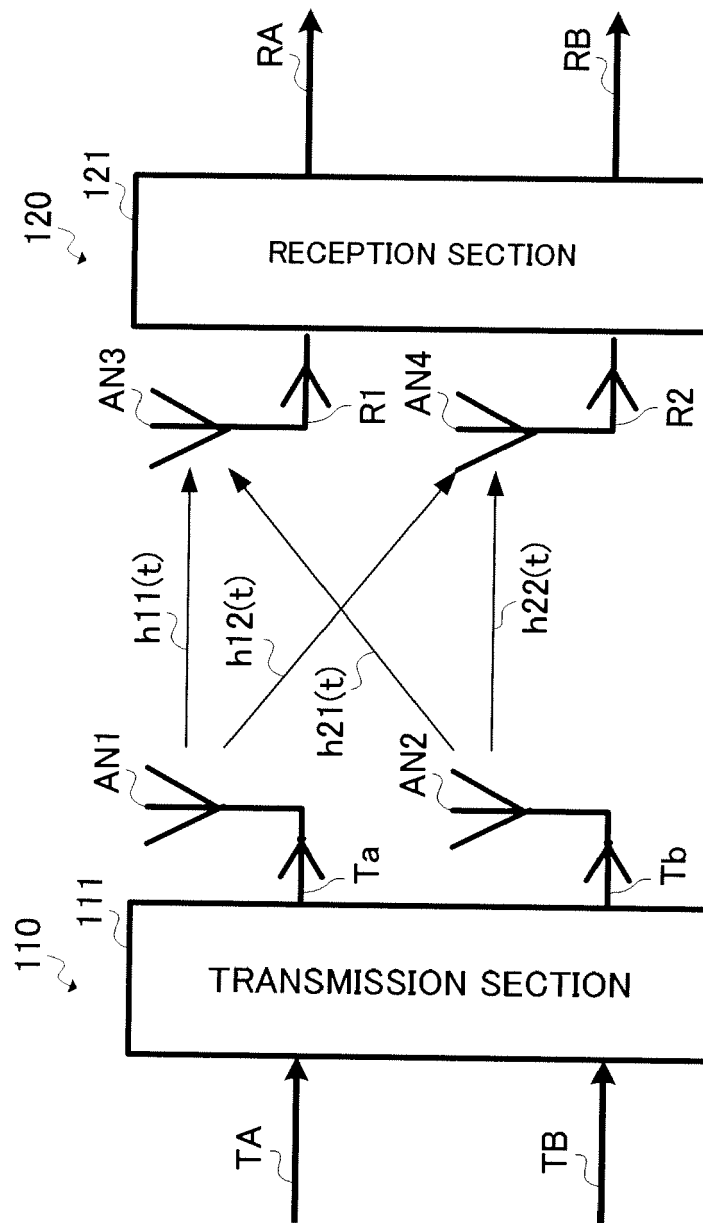 120
121
RA
RB
RECEPTION SECTION
AN3
R1
AN4
R2
h11(t)
h12(t)
h21(t)
h22(t)
AN1
Ta
AN2
Tb
110
111
TRANSMISSION SECTION
TA
TB